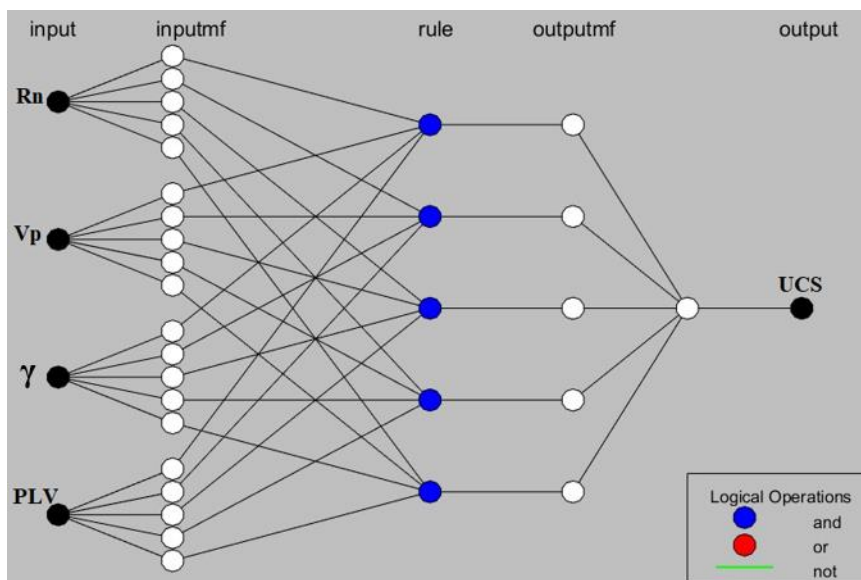 input inputmf rule outputmf output
Rn
Vp
UCS
γ
PLV
Logical Operations
and
or
not